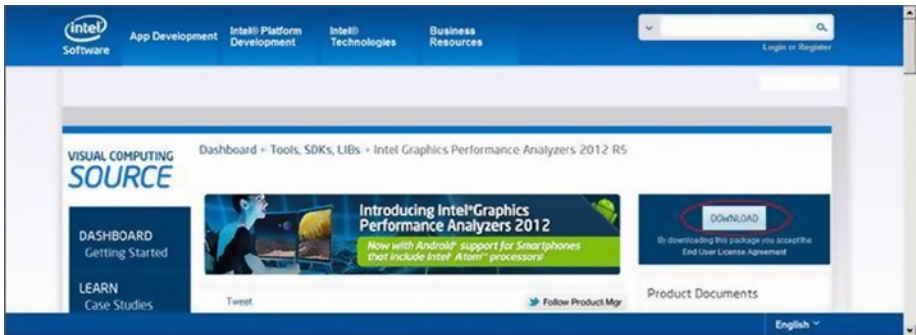 intel
Software
App Development
Intel® Platform
Development
Intel®
Technologies
Business
Resources
Login or Register
VISUAL COMPUTING
SOURCE
Dashboard » Tools, SDKs, LIBs » Intel Graphics Performance Analyzers 2012 R5
DASHBOARD
Getting Started
LEARN
Case Studies
Introducing Intel® Graphics
Performance Analyzers 2012
Now with Android* support for Smartphones
that include Intel® Atom™ processors!
Tweet
Follow Product Mgr
DOWNLOAD
By downloading this package you accept the
End User License Agreement
Product Documents
English